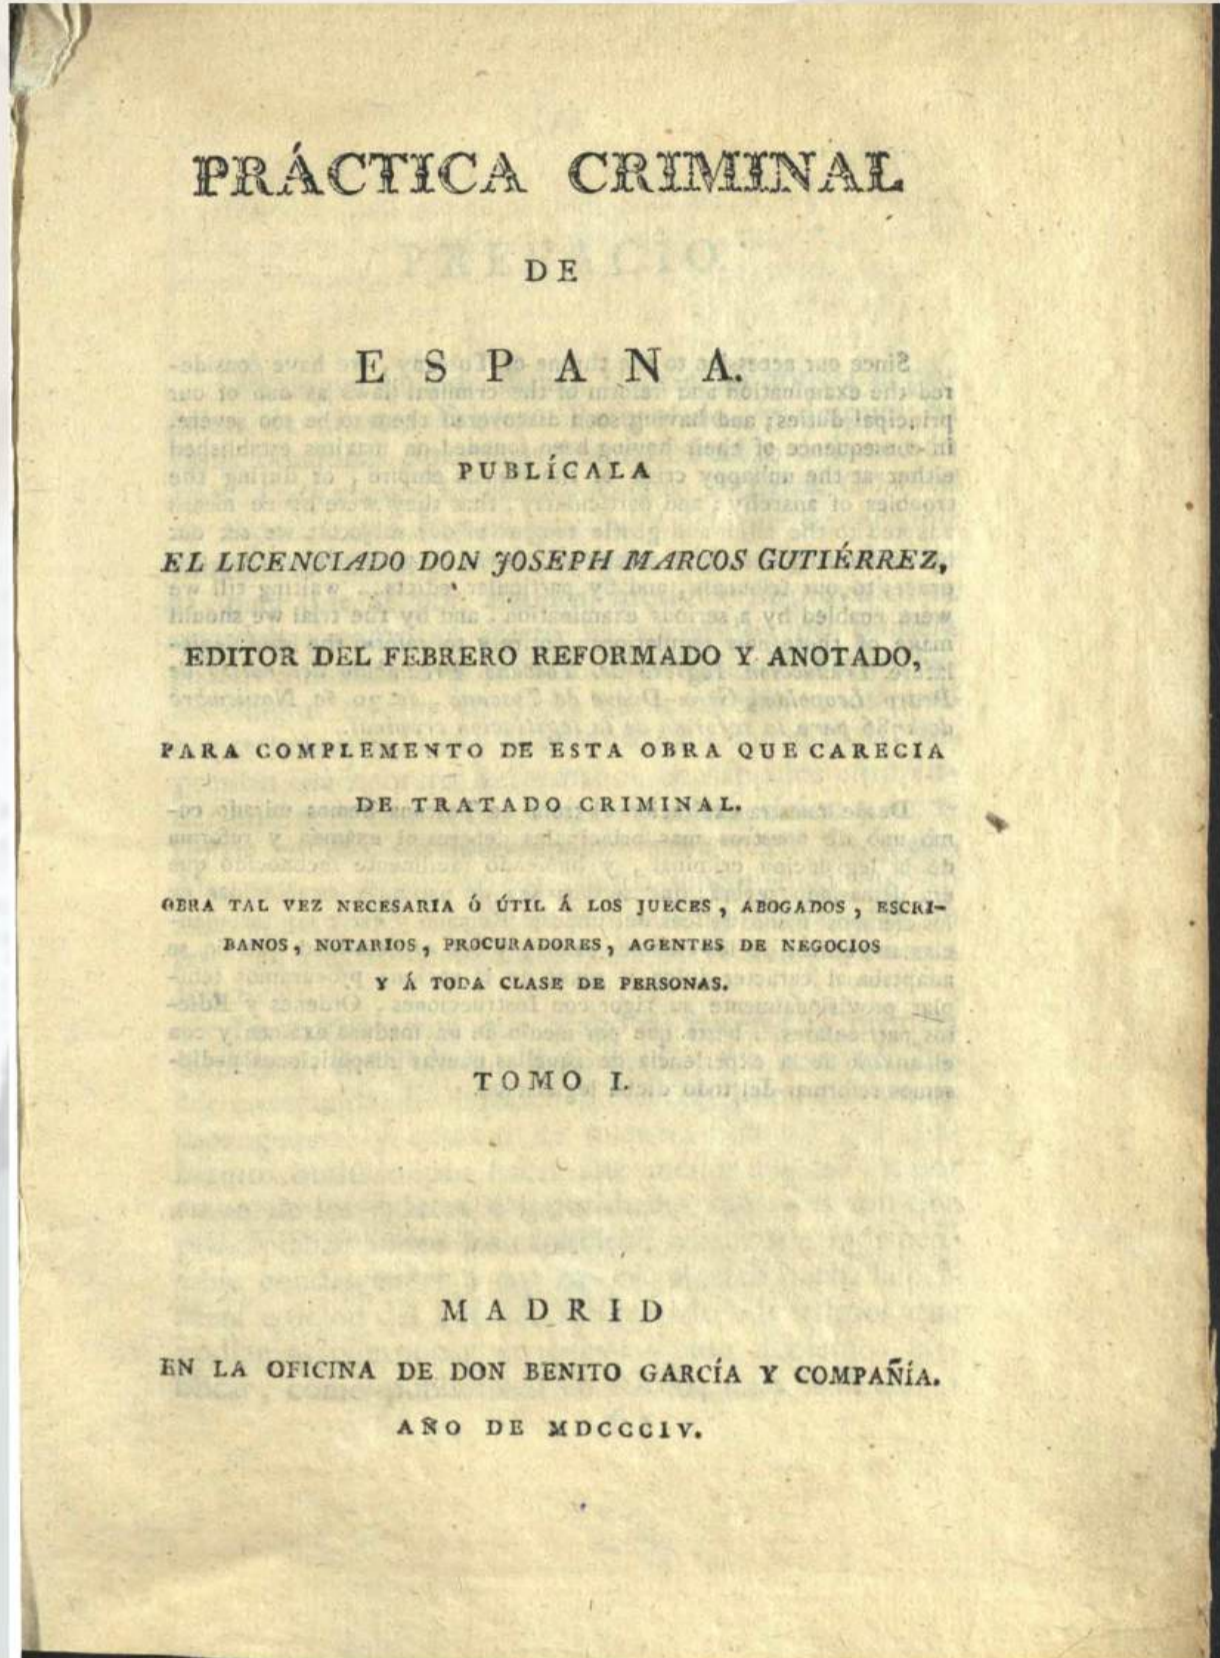 PRÁCTICA CRIMINAL
DE
ESPANA.
PUBLÍCALA
EL LICENCIADO DON JOSEPH MARCOS GUTIÉRREZ,
EDITOR DEL FEBRERO REFORMADO Y ANOTADO,
PARA COMPLEMENTO DE ESTA OBRA QUE CARECIA
DE TRATADO CRIMINAL.
OBRA TAL VEZ NECESARIA Ó ÚTIL Á LOS JUECES, ABOGADOS, ESCRI-
BANOS, NOTARIOS, PROCURADORES, AGENTES DE NEGOCIOS
Y Á TODA CLASE DE PERSONAS.
TOMO I.
MADRID
EN LA OFICINA DE DON BENITO GARCÍA Y COMPAÑÍA.
AÑO DE MDCCCIV.